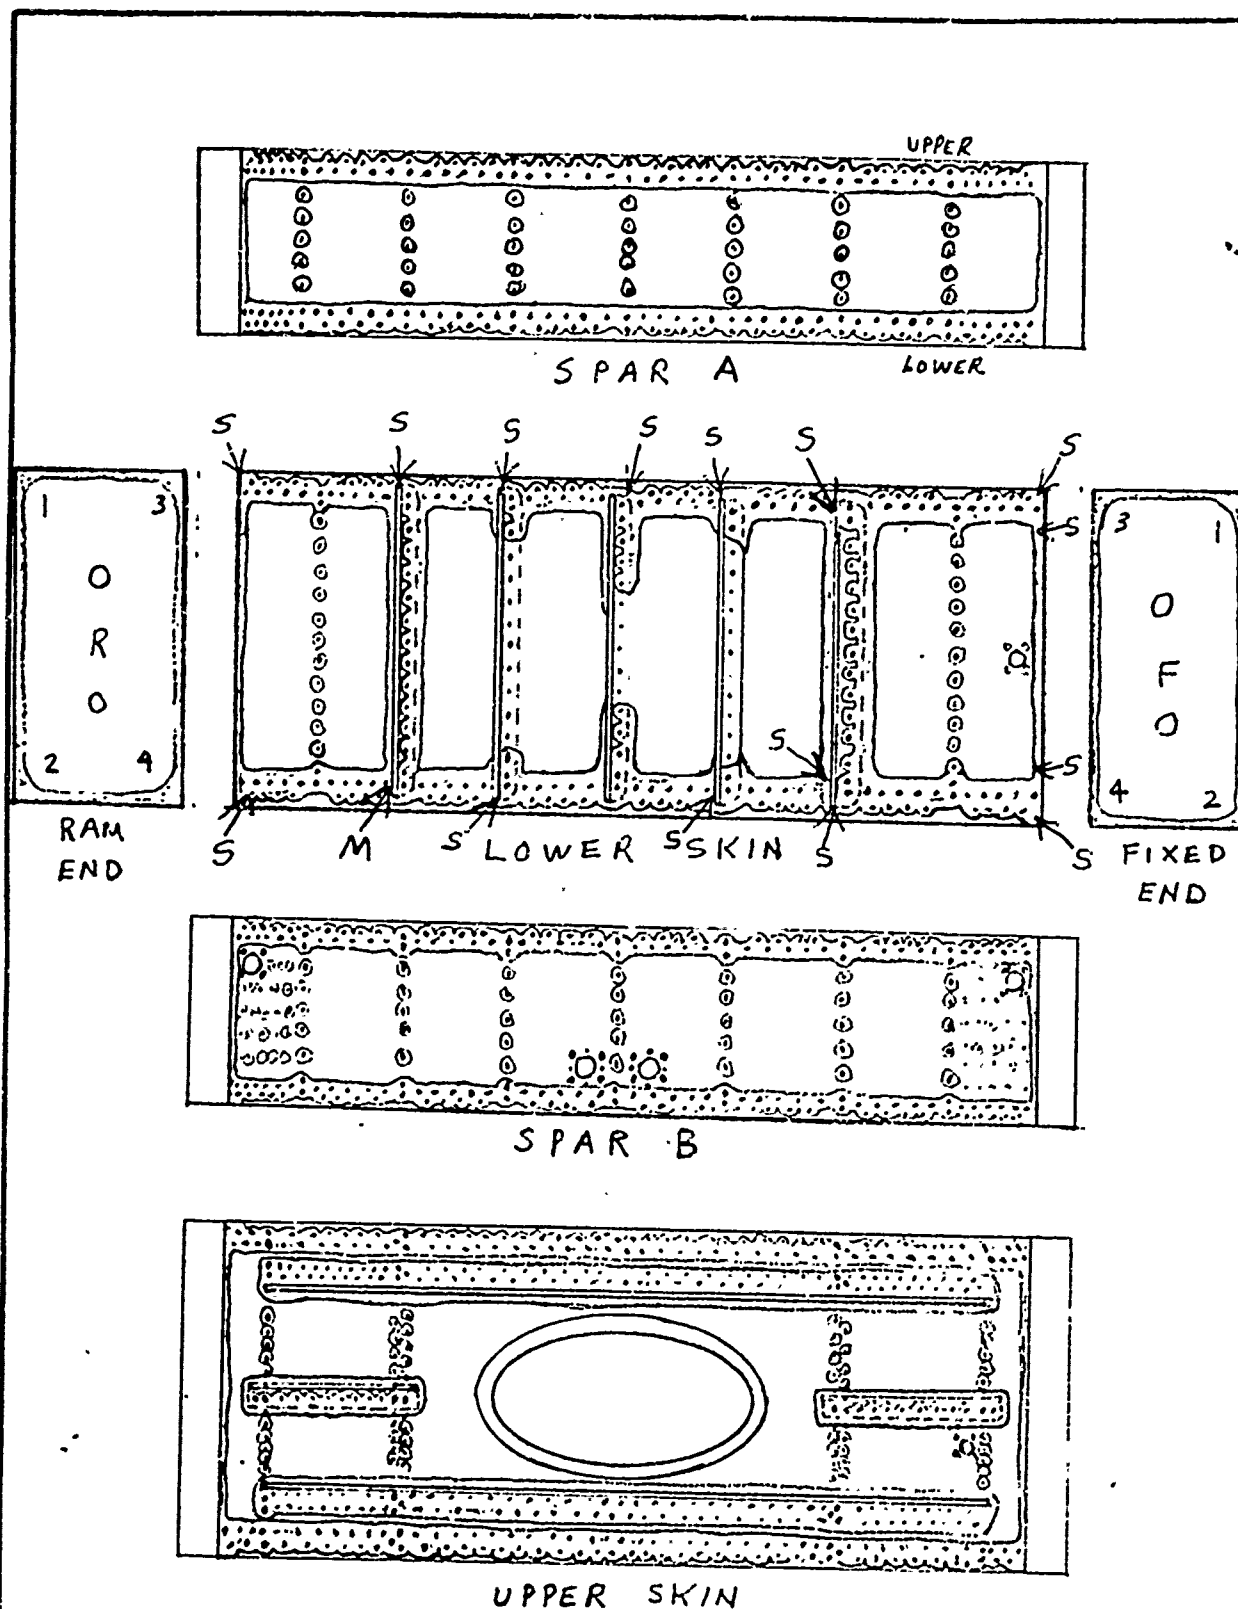 UPPER
SPAR A
LOWER
S S S S S S S
1 3
O
R
O
2 4
RAM
END
S
S
S
S
M
S
S
S
S
LOWER SKIN
3 1
O
F
O
4 2
FIXED
END
SPAR B
UPPER SKIN